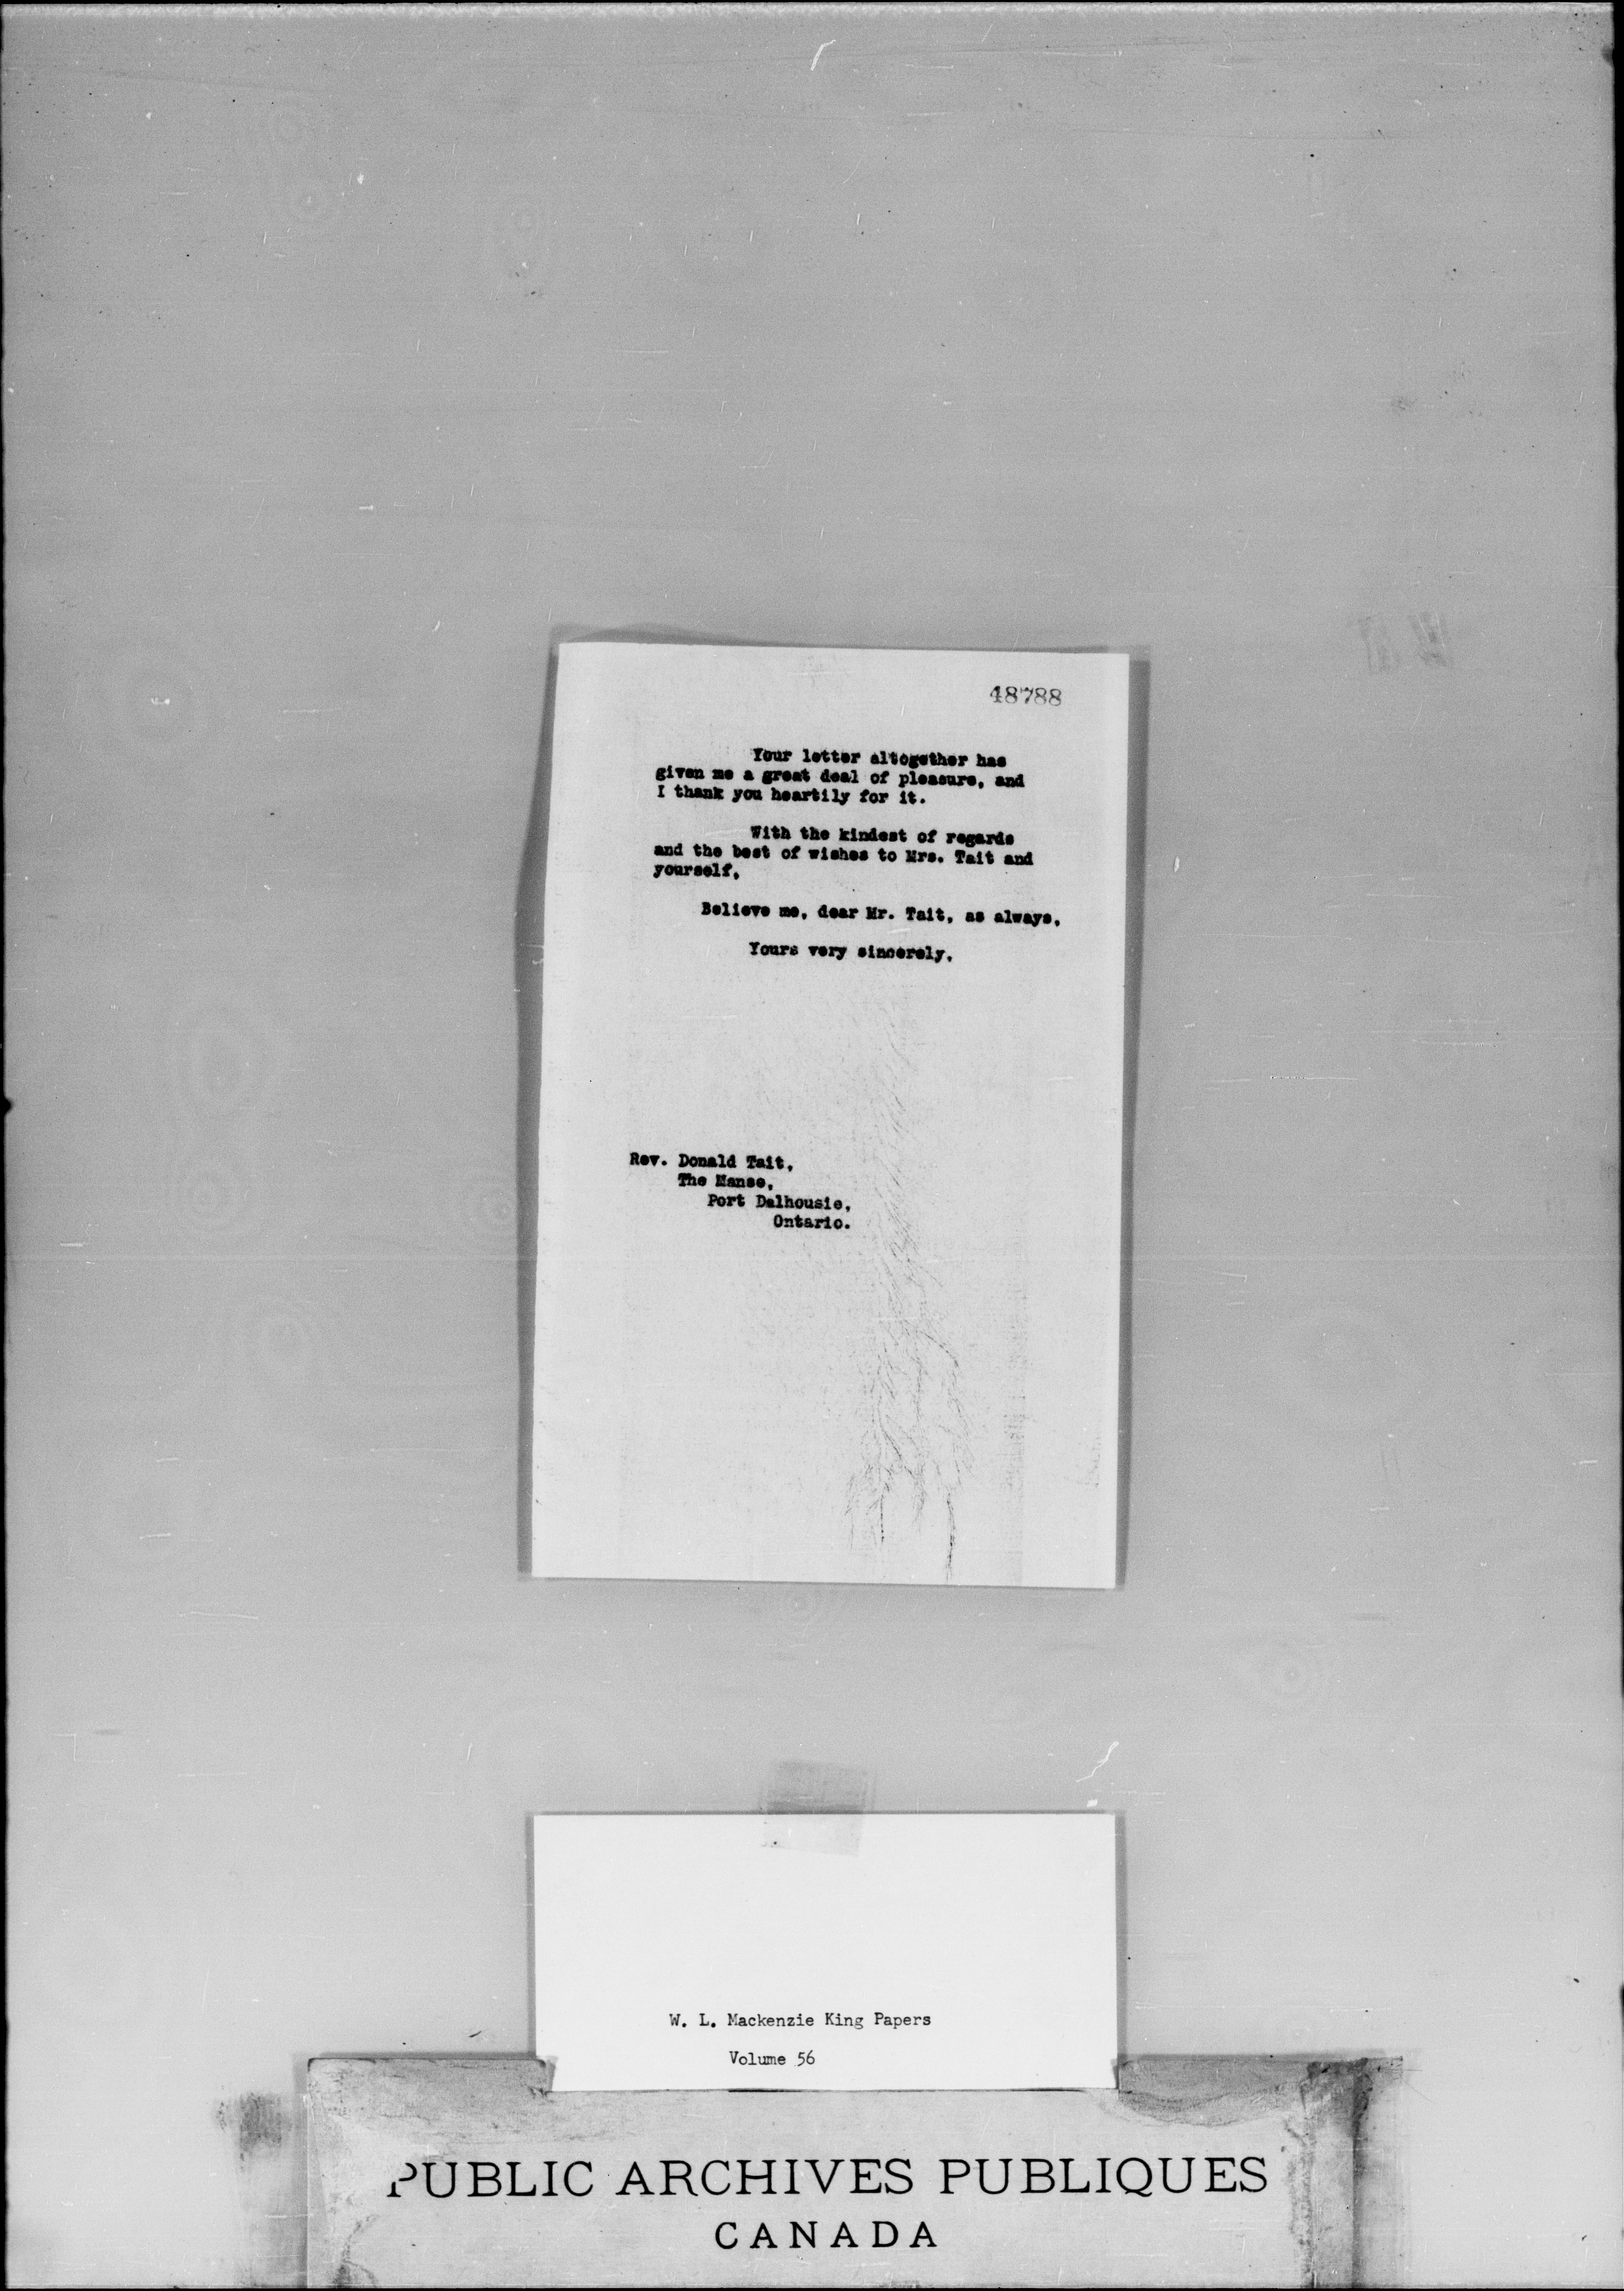 48788
Your letter altogether has
given me a great deal of pleasure, and
I thank you heartily for it.
With the kindest of regards
and the best of wishes to Mrs. Tait and
yourself,
Believe me, dear Mr. Tait, as always,
Yours very sincerely,
Rev. Donald Tait,
The Manse,
Port Dalhousie,
Ontario.
W. L. Mackenzie King Papers
Volume 56
PUBLIC ARCHIVES PUBLIQUES
CANADA